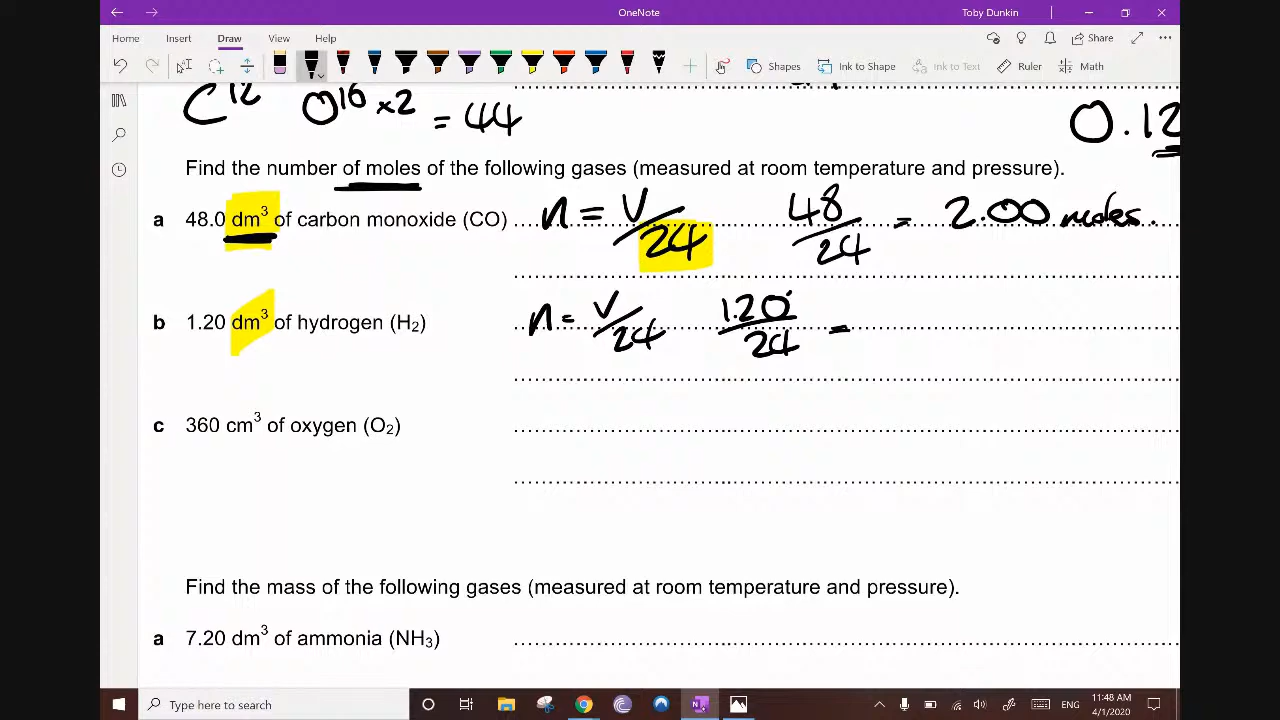 OneNote
Toby Dunkin
Home Insert Draw View Help
Share
Shapes Ink to Shape Ink to Text Ruler Math
C12 O16 x2 = 44
0.12
Find the number of moles of the following gases (measured at room temperature and pressure).
a 48.0 dm³ of carbon monoxide (CO) n = V/24 48/24 = 2.00 moles.
b 1.20 dm³ of hydrogen (H₂) n = V/24 1.20/24 =
c 360 cm³ of oxygen (O₂)
Find the mass of the following gases (measured at room temperature and pressure).
a 7.20 dm³ of ammonia (NH₃)
Type here to search
ENG
11:48 AM
4/1/2020